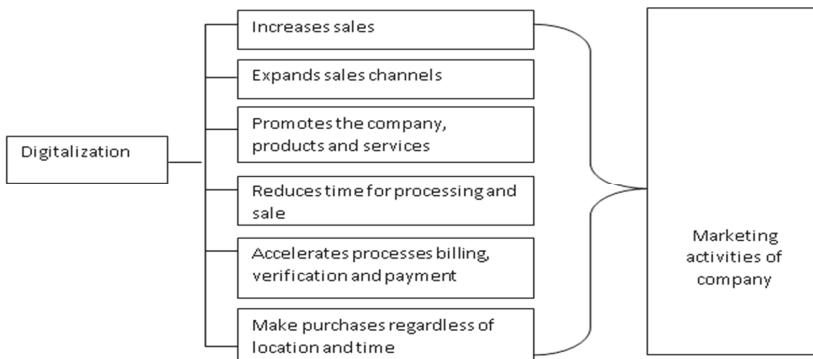 Increases sales
Expands sales channels
Promotes the company,
products and services
Digitalization
Reduces time for processing and
sale
Accelerates processes billing,
verification and payment
Make purchases regardless of
location and time
Marketing
activities of
company